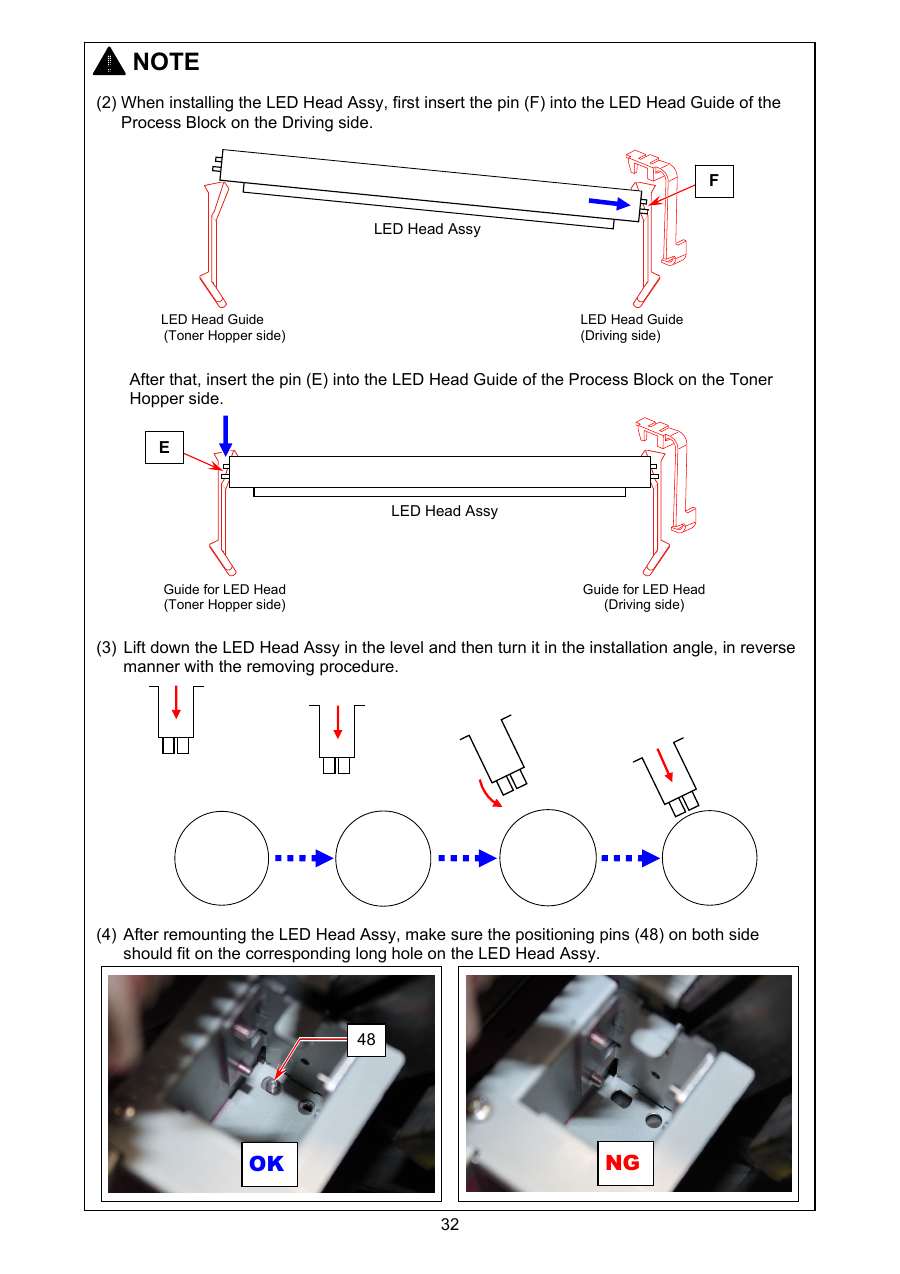 NOTE
(2) When installing the LED Head Assy, first insert the pin (F) into the LED Head Guide of the
Process Block on the Driving side.
F
LED Head Assy
LED Head Guide
(Toner Hopper side)
LED Head Guide
(Driving side)
After that, insert the pin (E) into the LED Head Guide of the Process Block on the Toner
Hopper side.
E
LED Head Assy
Guide for LED Head
(Toner Hopper side)
Guide for LED Head
(Driving side)
(3) Lift down the LED Head Assy in the level and then turn it in the installation angle, in reverse
manner with the removing procedure.
(4) After remounting the LED Head Assy, make sure the positioning pins (48) on both side
should fit on the corresponding long hole on the LED Head Assy.
48
OK
NG
32